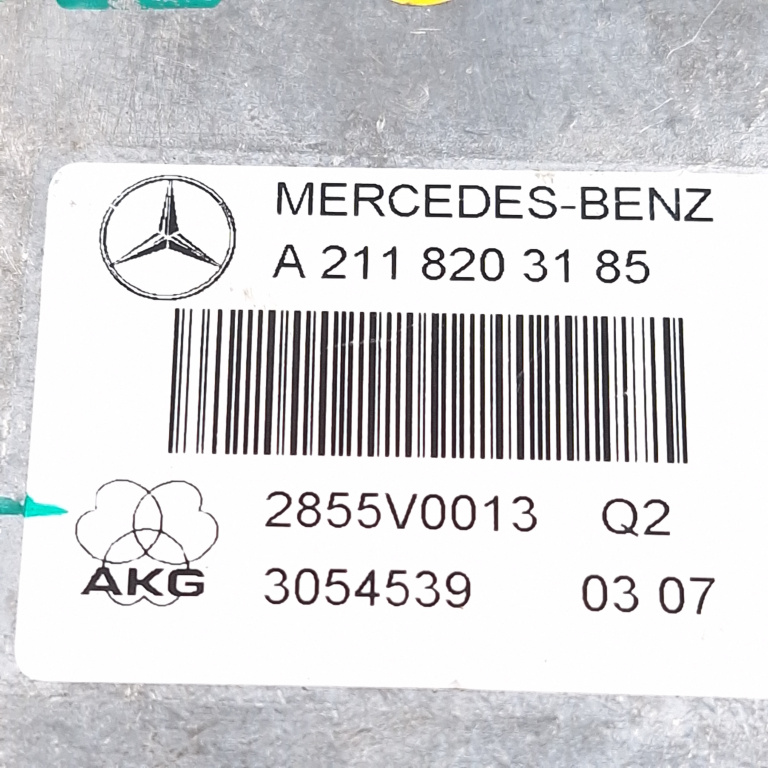 MERCEDES-BENZ
A 211 820 31 85
2855V0013 Q2
AKG
3054539 03 07